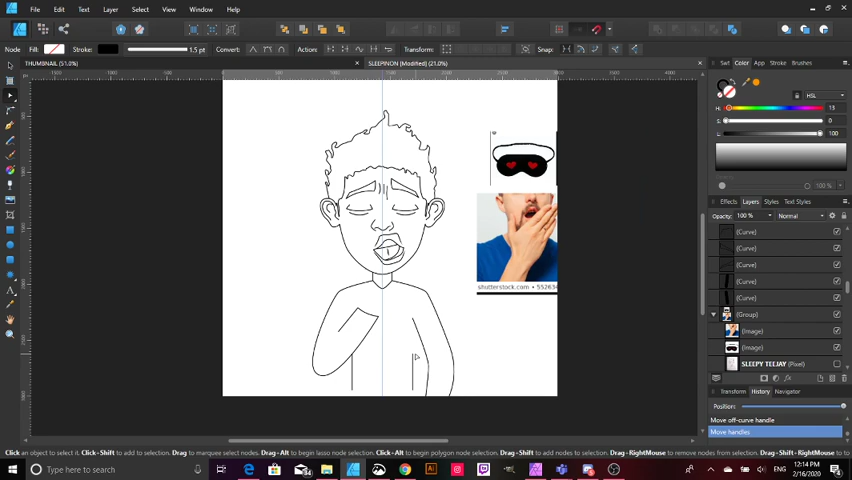 File Edit Text Layer Select View Window Help
Node Fill: Stroke: 1.5 pt Convert: Action: Transform: Snap:
THUMBNAIL (51.0%) × SLEEPINON [Modified] (21.0%) ×
Swt Color App Stock Brushes
HSL
H: 13
S: 0
L: 100
100 %
Effects Layers Styles Text Styles
Opacity: 100 % Normal
(Curve)
(Curve)
(Curve)
(Curve)
(Curve)
(Group)
(Image)
(Image)
SLEEPY TEEJAY (Pixel)
shutterstock.com •
Transform History Navigator
Position:
Move off-curve handle
Move handles
Click an object to select it. Click+Shift to add to selection. Drag to marquee select nodes. Drag+Alt to begin lasso node selection. Click+Alt to begin polygon node selection. Drag+Shift to add nodes to selection. Drag+RightMouse to remove nodes from selection.
Type here to search
ENG
12:14 PM
2/16/2020